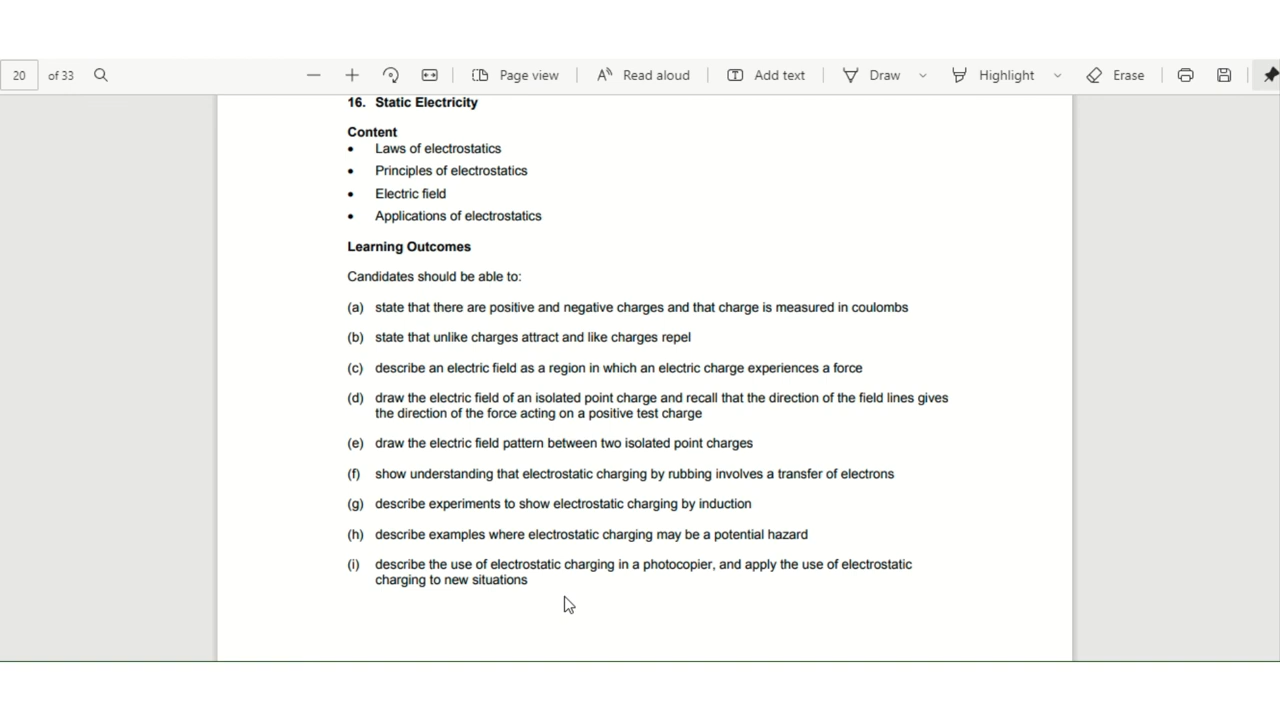 20 of 33 Page view Read aloud Add text Draw Highlight Erase
16. Static Electricity
Content
• Laws of electrostatics
• Principles of electrostatics
• Electric field
• Applications of electrostatics
Learning Outcomes
Candidates should be able to:
(a) state that there are positive and negative charges and that charge is measured in coulombs
(b) state that unlike charges attract and like charges repel
(c) describe an electric field as a region in which an electric charge experiences a force
(d) draw the electric field of an isolated point charge and recall that the direction of the field lines gives
the direction of the force acting on a positive test charge
(e) draw the electric field pattern between two isolated point charges
(f) show understanding that electrostatic charging by rubbing involves a transfer of electrons
(g) describe experiments to show electrostatic charging by induction
(h) describe examples where electrostatic charging may be a potential hazard
(i) describe the use of electrostatic charging in a photocopier, and apply the use of electrostatic
charging to new situations